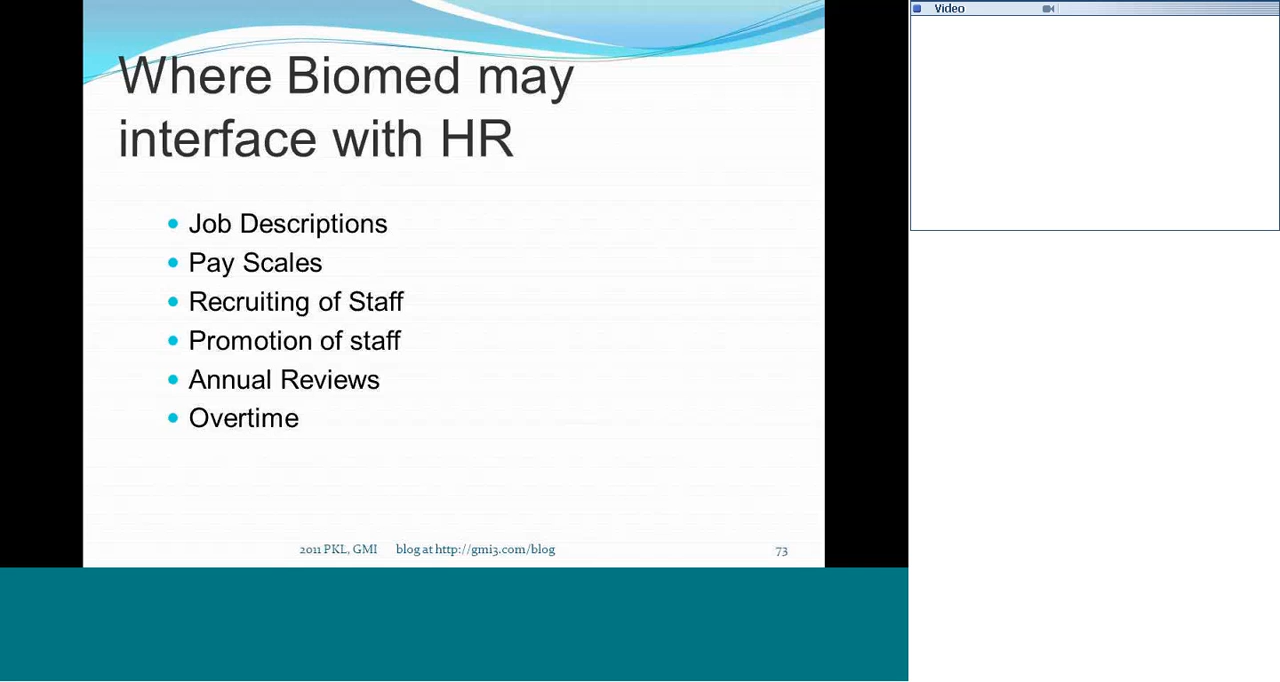 Video
Where Biomed may
interface with HR
Job Descriptions
Pay Scales
Recruiting of Staff
Promotion of staff
Annual Reviews
Overtime
2011 PKL, GMI blog at http://gmi3.com/blog
73